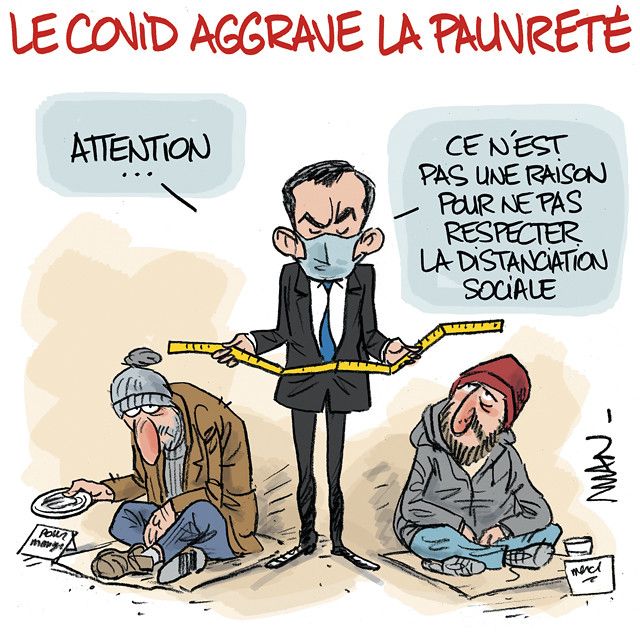 LE COVID AGGRAVE LA PAUVRETÉ
ATTENTION
...
CE N'EST
PAS UNE RAISON
POUR NE PAS
RESPECTER
LA DISTANCIATION
SOCIALE
MAN
pour
manger
merci